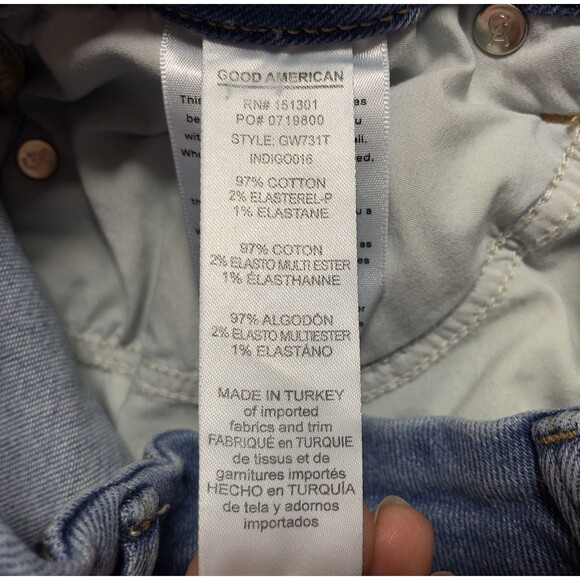 GOOD AMERICAN
RN# 151301
PO# 0719800
STYLE: GW731T
INDIGO016
97% COTTON
2% ELASTEREL-P
1% ELASTANE
97% COTON
2% ELASTO MULTI ESTER
1% ÉLASTHANNE
97% ALGODÓN
2% ELASTO MULTIESTER
1% ELASTÁNO
MADE IN TURKEY
of imported
fabrics and trim
FABRIQUÉ en TURQUIE
de tissus et de
garnitures importés
HECHO en TURQUÍA
de tela y adornos
importados